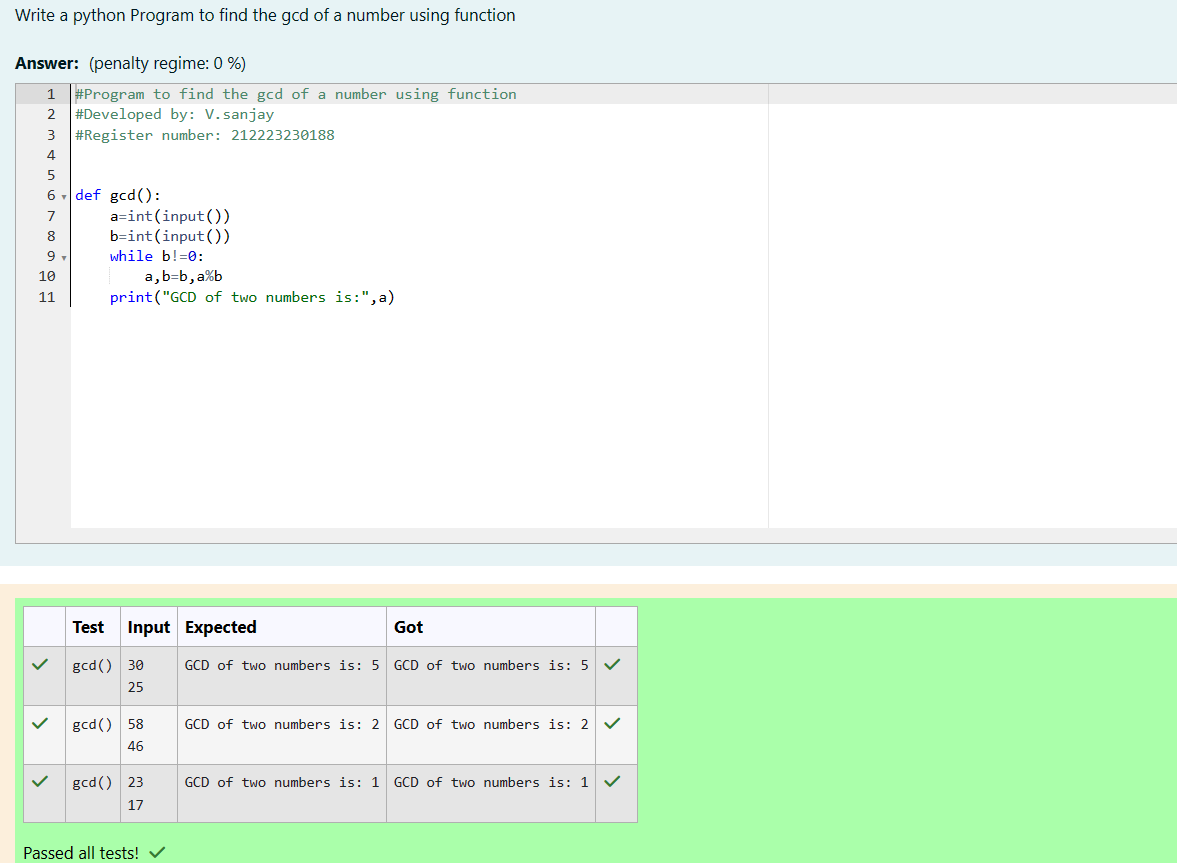 Write a python Program to find the gcd of a number using function
Answer: (penalty regime: 0 %)
1 #Program to find the gcd of a number using function
2 #Developed by: V.sanjay
3 #Register number: 212223230188
4
5
6 def gcd():
7     a=int(input())
8     b=int(input())
9     while b!=0:
10         a,b=b,a%b
11     print("GCD of two numbers is:",a)
Test Input Expected Got
gcd() 30 GCD of two numbers is: 5 GCD of two numbers is: 5
25
gcd() 58 GCD of two numbers is: 2 GCD of two numbers is: 2
46
gcd() 23 GCD of two numbers is: 1 GCD of two numbers is: 1
17
Passed all tests!